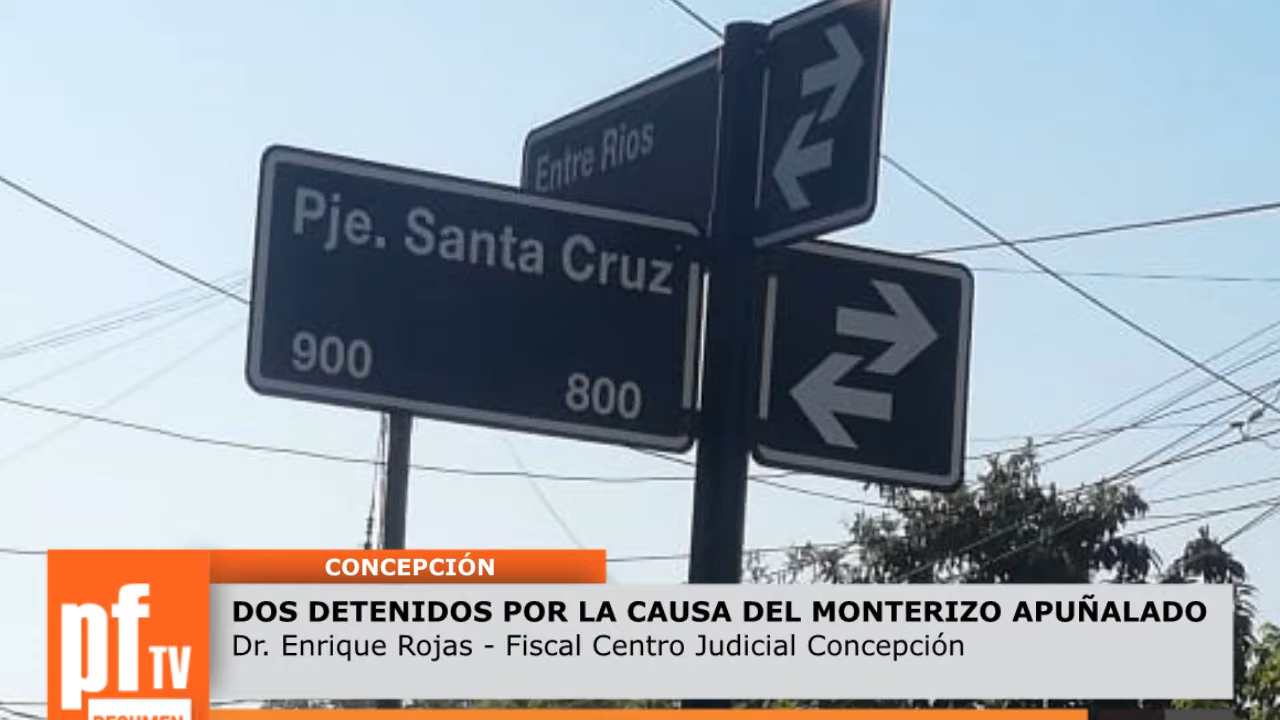 Entre Rios
Pje. Santa Cruz
900
800
CONCEPCIÓN
DOS DETENIDOS POR LA CAUSA DEL MONTERIZO APUÑALADO
Dr. Enrique Rojas - Fiscal Centro Judicial Concepción
pf
TV
RESUMEN